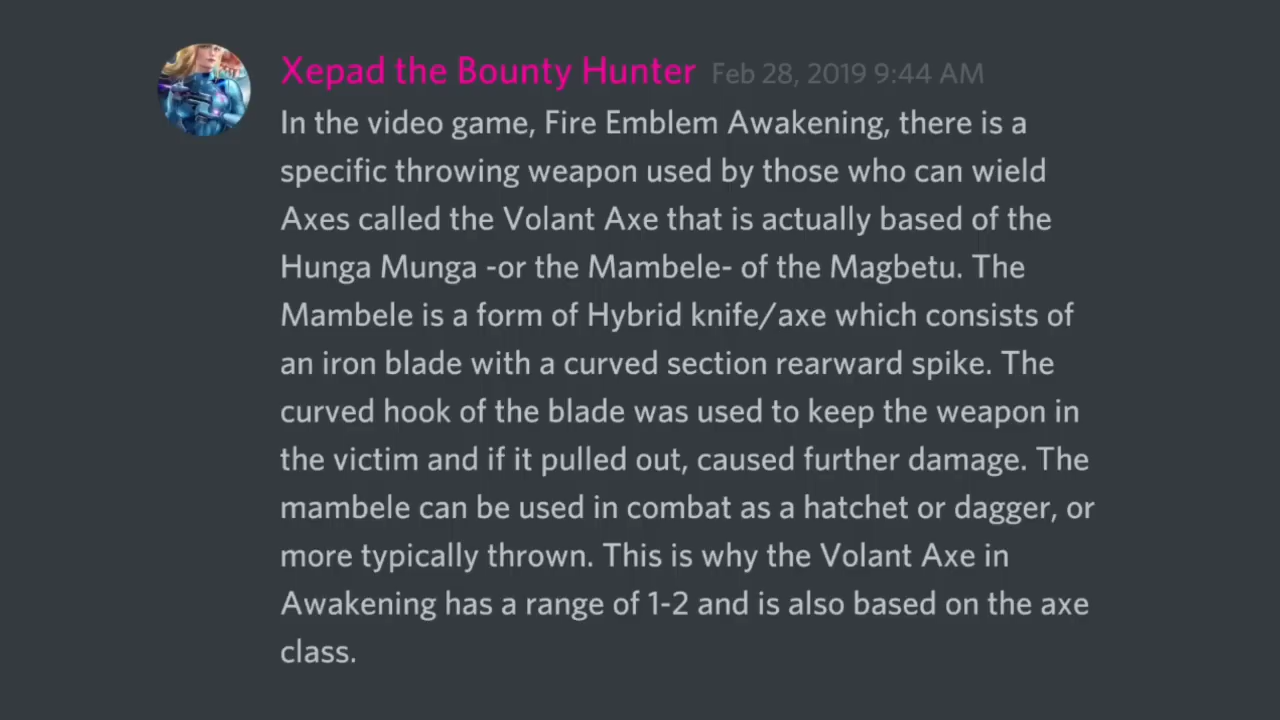 Xepad the Bounty Hunter Feb 28, 2019 9:44 AM
In the video game, Fire Emblem Awakening, there is a
specific throwing weapon used by those who can wield
Axes called the Volant Axe that is actually based of the
Hunga Munga -or the Mambele- of the Magbetu. The
Mambele is a form of Hybrid knife/axe which consists of
an iron blade with a curved section rearward spike. The
curved hook of the blade was used to keep the weapon in
the victim and if it pulled out, caused further damage. The
mambele can be used in combat as a hatchet or dagger, or
more typically thrown. This is why the Volant Axe in
Awakening has a range of 1-2 and is also based on the axe
class.